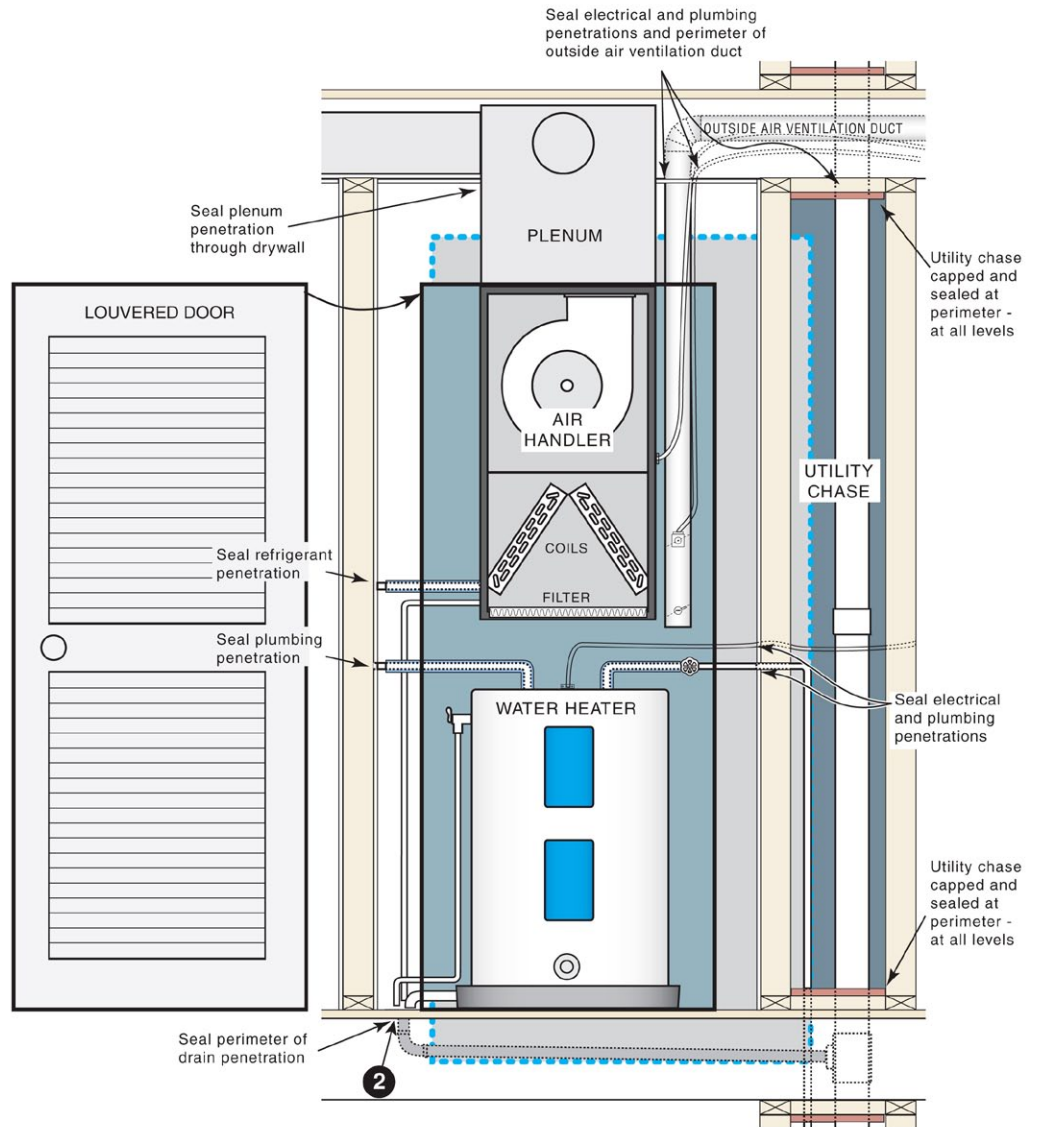 Seal electrical and plumbing
penetrations and perimeter of
outside air ventilation duct
OUTSIDE AIR VENTILATION DUCT
Seal plenum
penetration
through drywall
PLENUM
Utility chase
capped and
sealed at
perimeter -
at all levels
LOUVERED DOOR
AIR
HANDLER
UTILITY
CHASE
COILS
FILTER
Seal refrigerant
penetration
Seal plumbing
penetration
WATER HEATER
Seal electrical
and plumbing
penetrations
Utility chase
capped and
sealed at
perimeter -
at all levels
Seal perimeter of
drain penetration
2